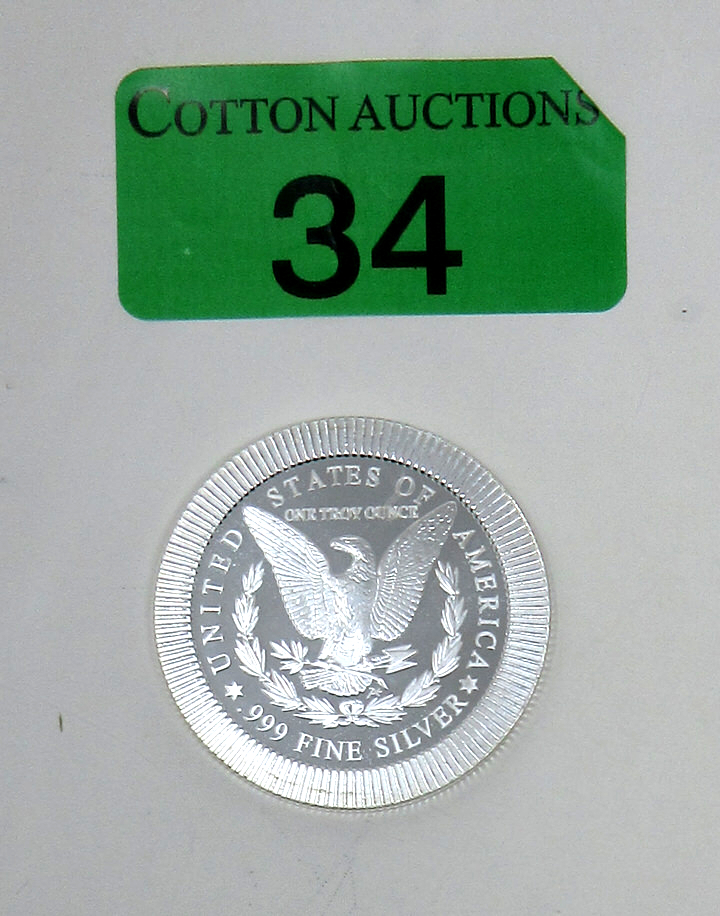 COTTON AUCTIONS
34
UNITED STATES OF AMERICA
ONE TROY OUNCE
.999 FINE SILVER